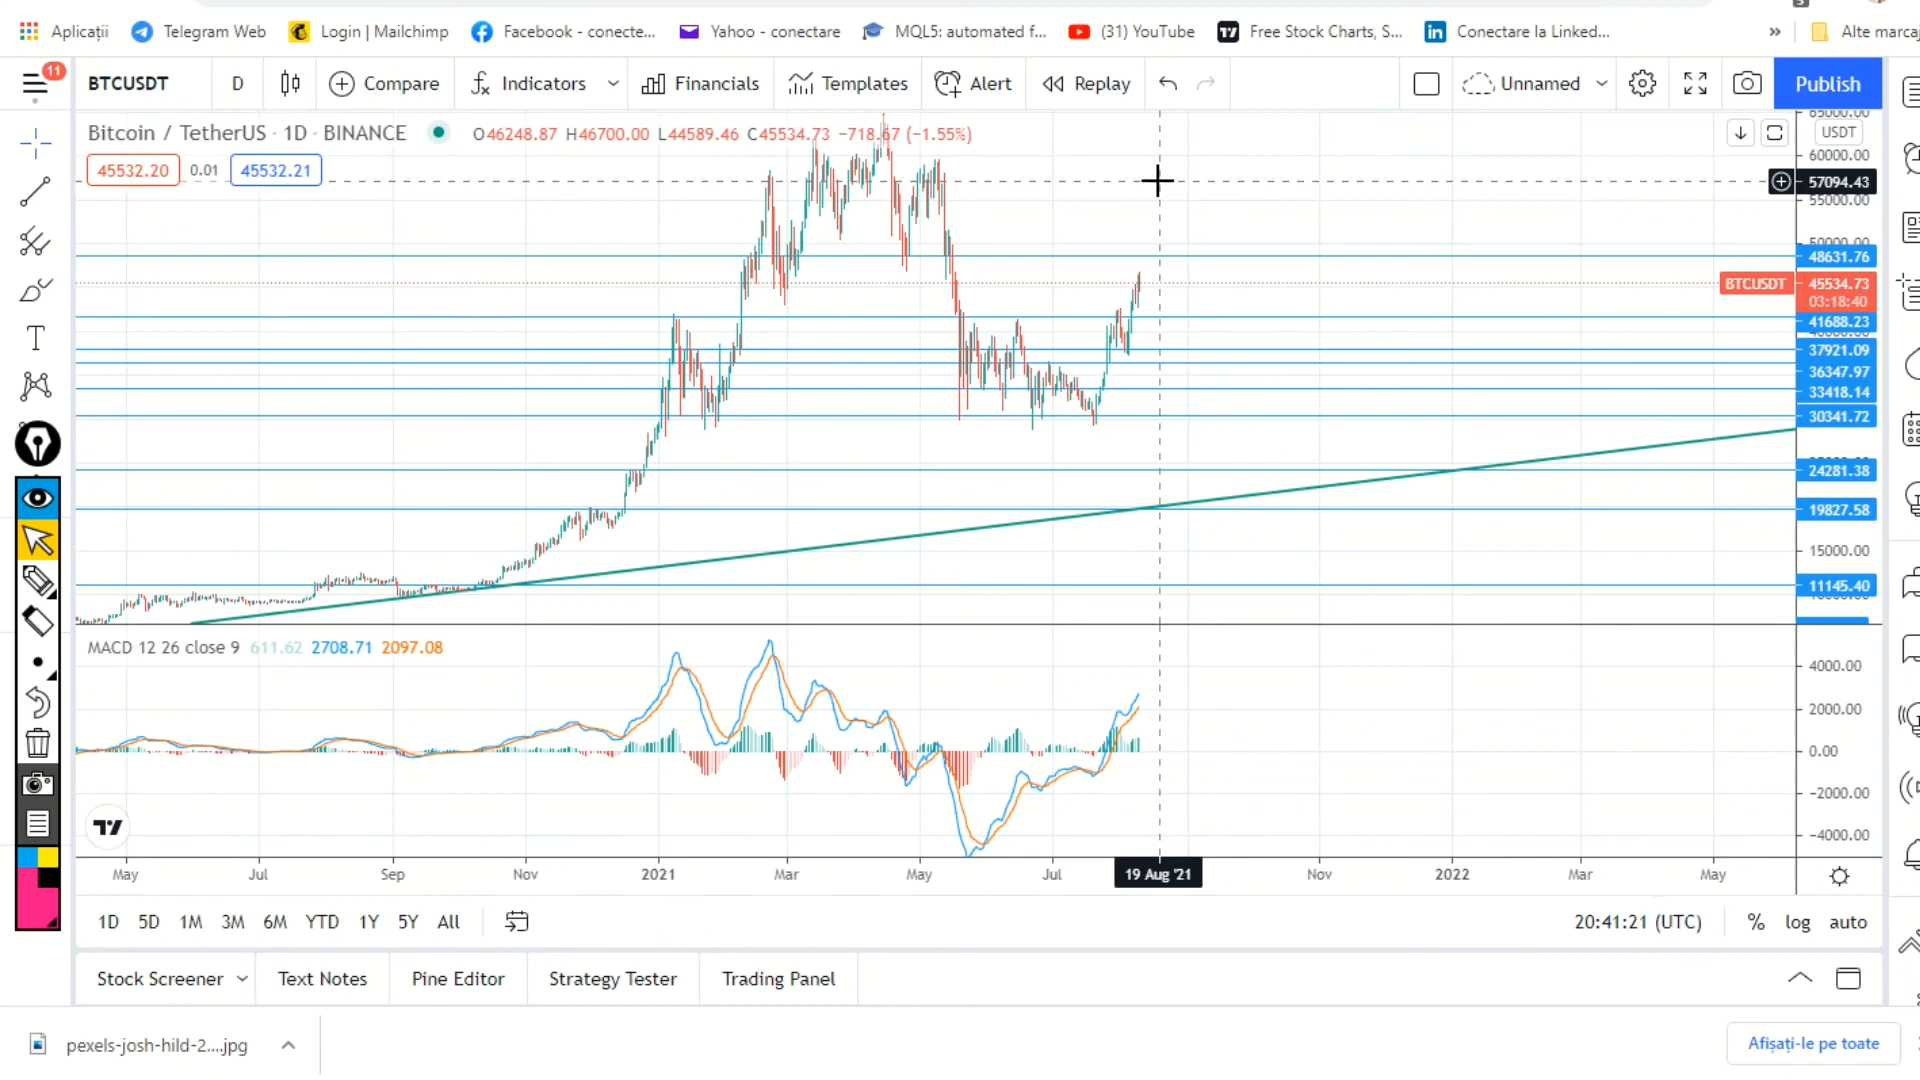 Aplicații Telegram Web Login | Mailchimp Facebook - conecte... Yahoo - conectare MQL5: automated f... (31) YouTube Free Stock Charts, S... Conectare la Linked... » Alte marcaj
11 BTCUSDT D Compare Indicators Financials Templates Alert Replay Unnamed Publish
Bitcoin / TetherUS · 1D · BINANCE O46248.87 H46700.00 L44589.46 C45534.73 −718.67 (−1.55%)
45532.20 0.01 45532.21
USDT
65000.00
60000.00
57094.43
55000.00
50000.00
48631.76
BTCUSDT 45534.73
03:18:40
41688.23
37921.09
36347.97
33418.14
30341.72
24281.38
19827.58
15000.00
11145.40
10000.00
MACD 12 26 close 9 611.62 2708.71 2097.08
4000.00
2000.00
0.00
−2000.00
−4000.00
May Jul Sep Nov 2021 Mar May Jul 19 Aug '21 Nov 2022 Mar May
1D 5D 1M 3M 6M YTD 1Y 5Y All 20:41:21 (UTC) % log auto
Stock Screener Text Notes Pine Editor Strategy Tester Trading Panel
pexels-josh-hild-2....jpg Afișați-le pe toate